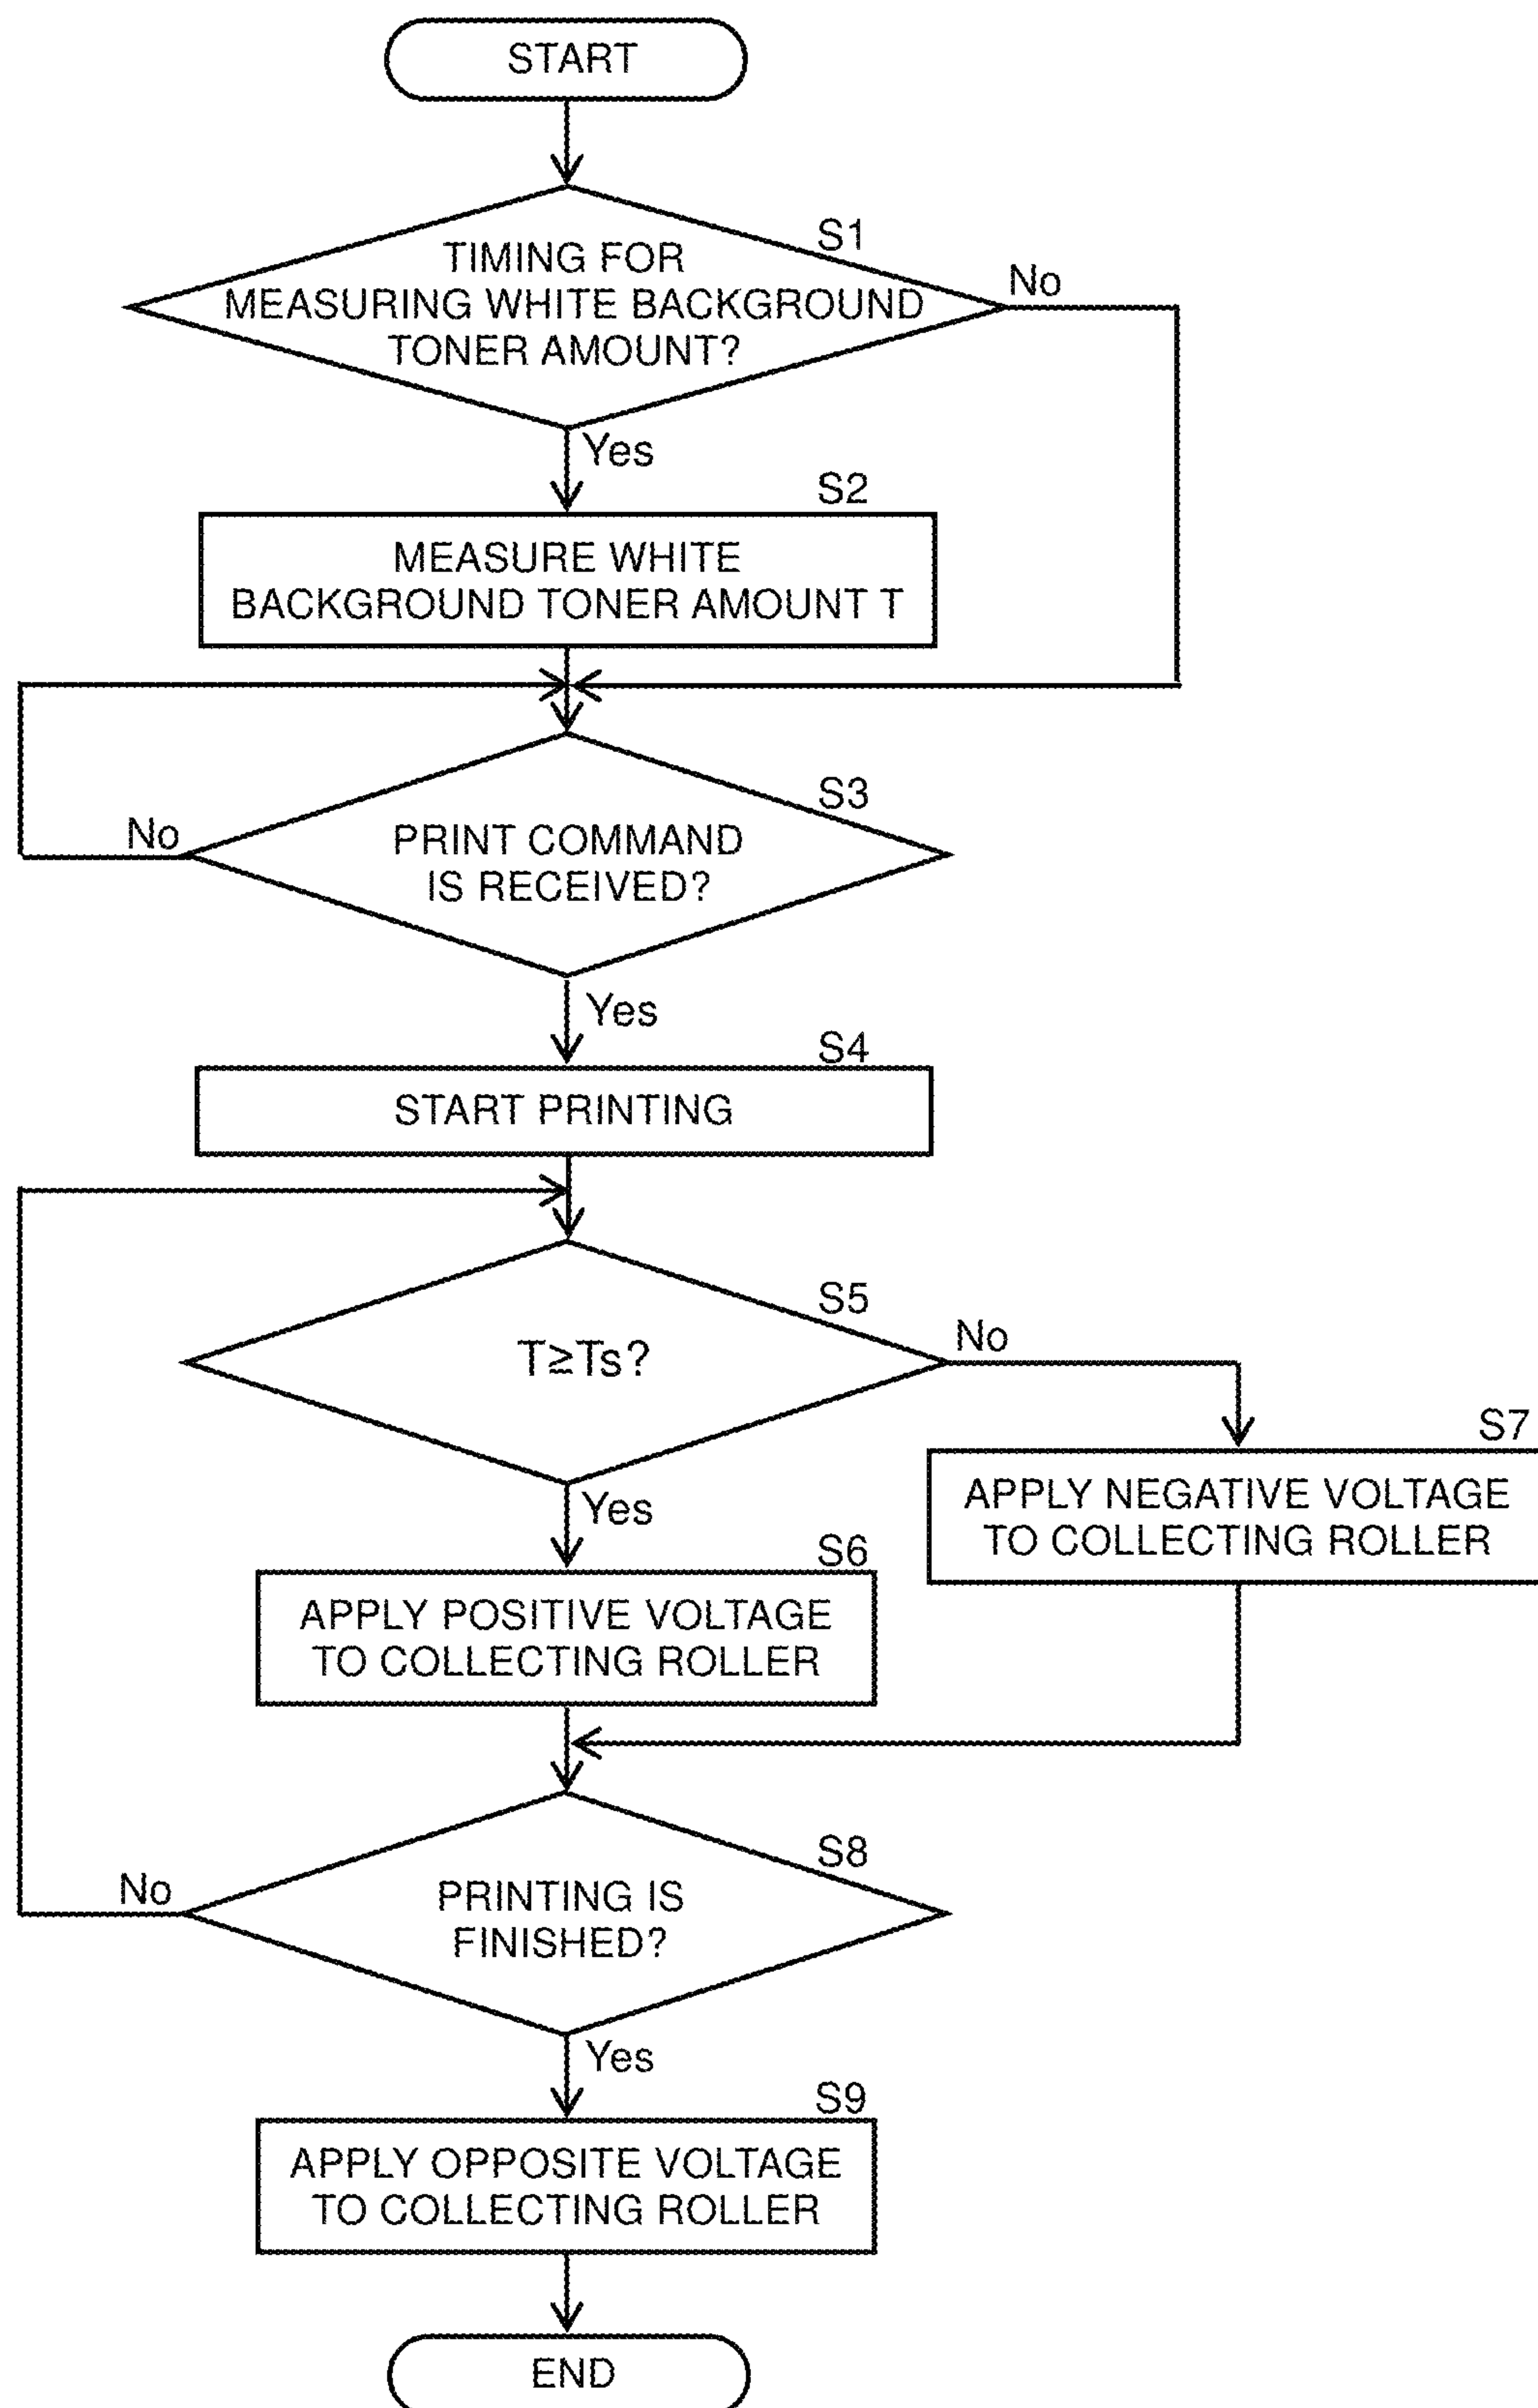 START
S1
TIMING FOR
MEASURING WHITE BACKGROUND
TONER AMOUNT?
No
Yes
S2
MEASURE WHITE
BACKGROUND TONER AMOUNT T
S3
No
PRINT COMMAND
IS RECEIVED?
Yes
S4
START PRINTING
S5
T≧Ts?
No
S7
APPLY NEGATIVE VOLTAGE
TO COLLECTING ROLLER
Yes
S6
APPLY POSITIVE VOLTAGE
TO COLLECTING ROLLER
S8
No
PRINTING IS
FINISHED?
Yes
S9
APPLY OPPOSITE VOLTAGE
TO COLLECTING ROLLER
END